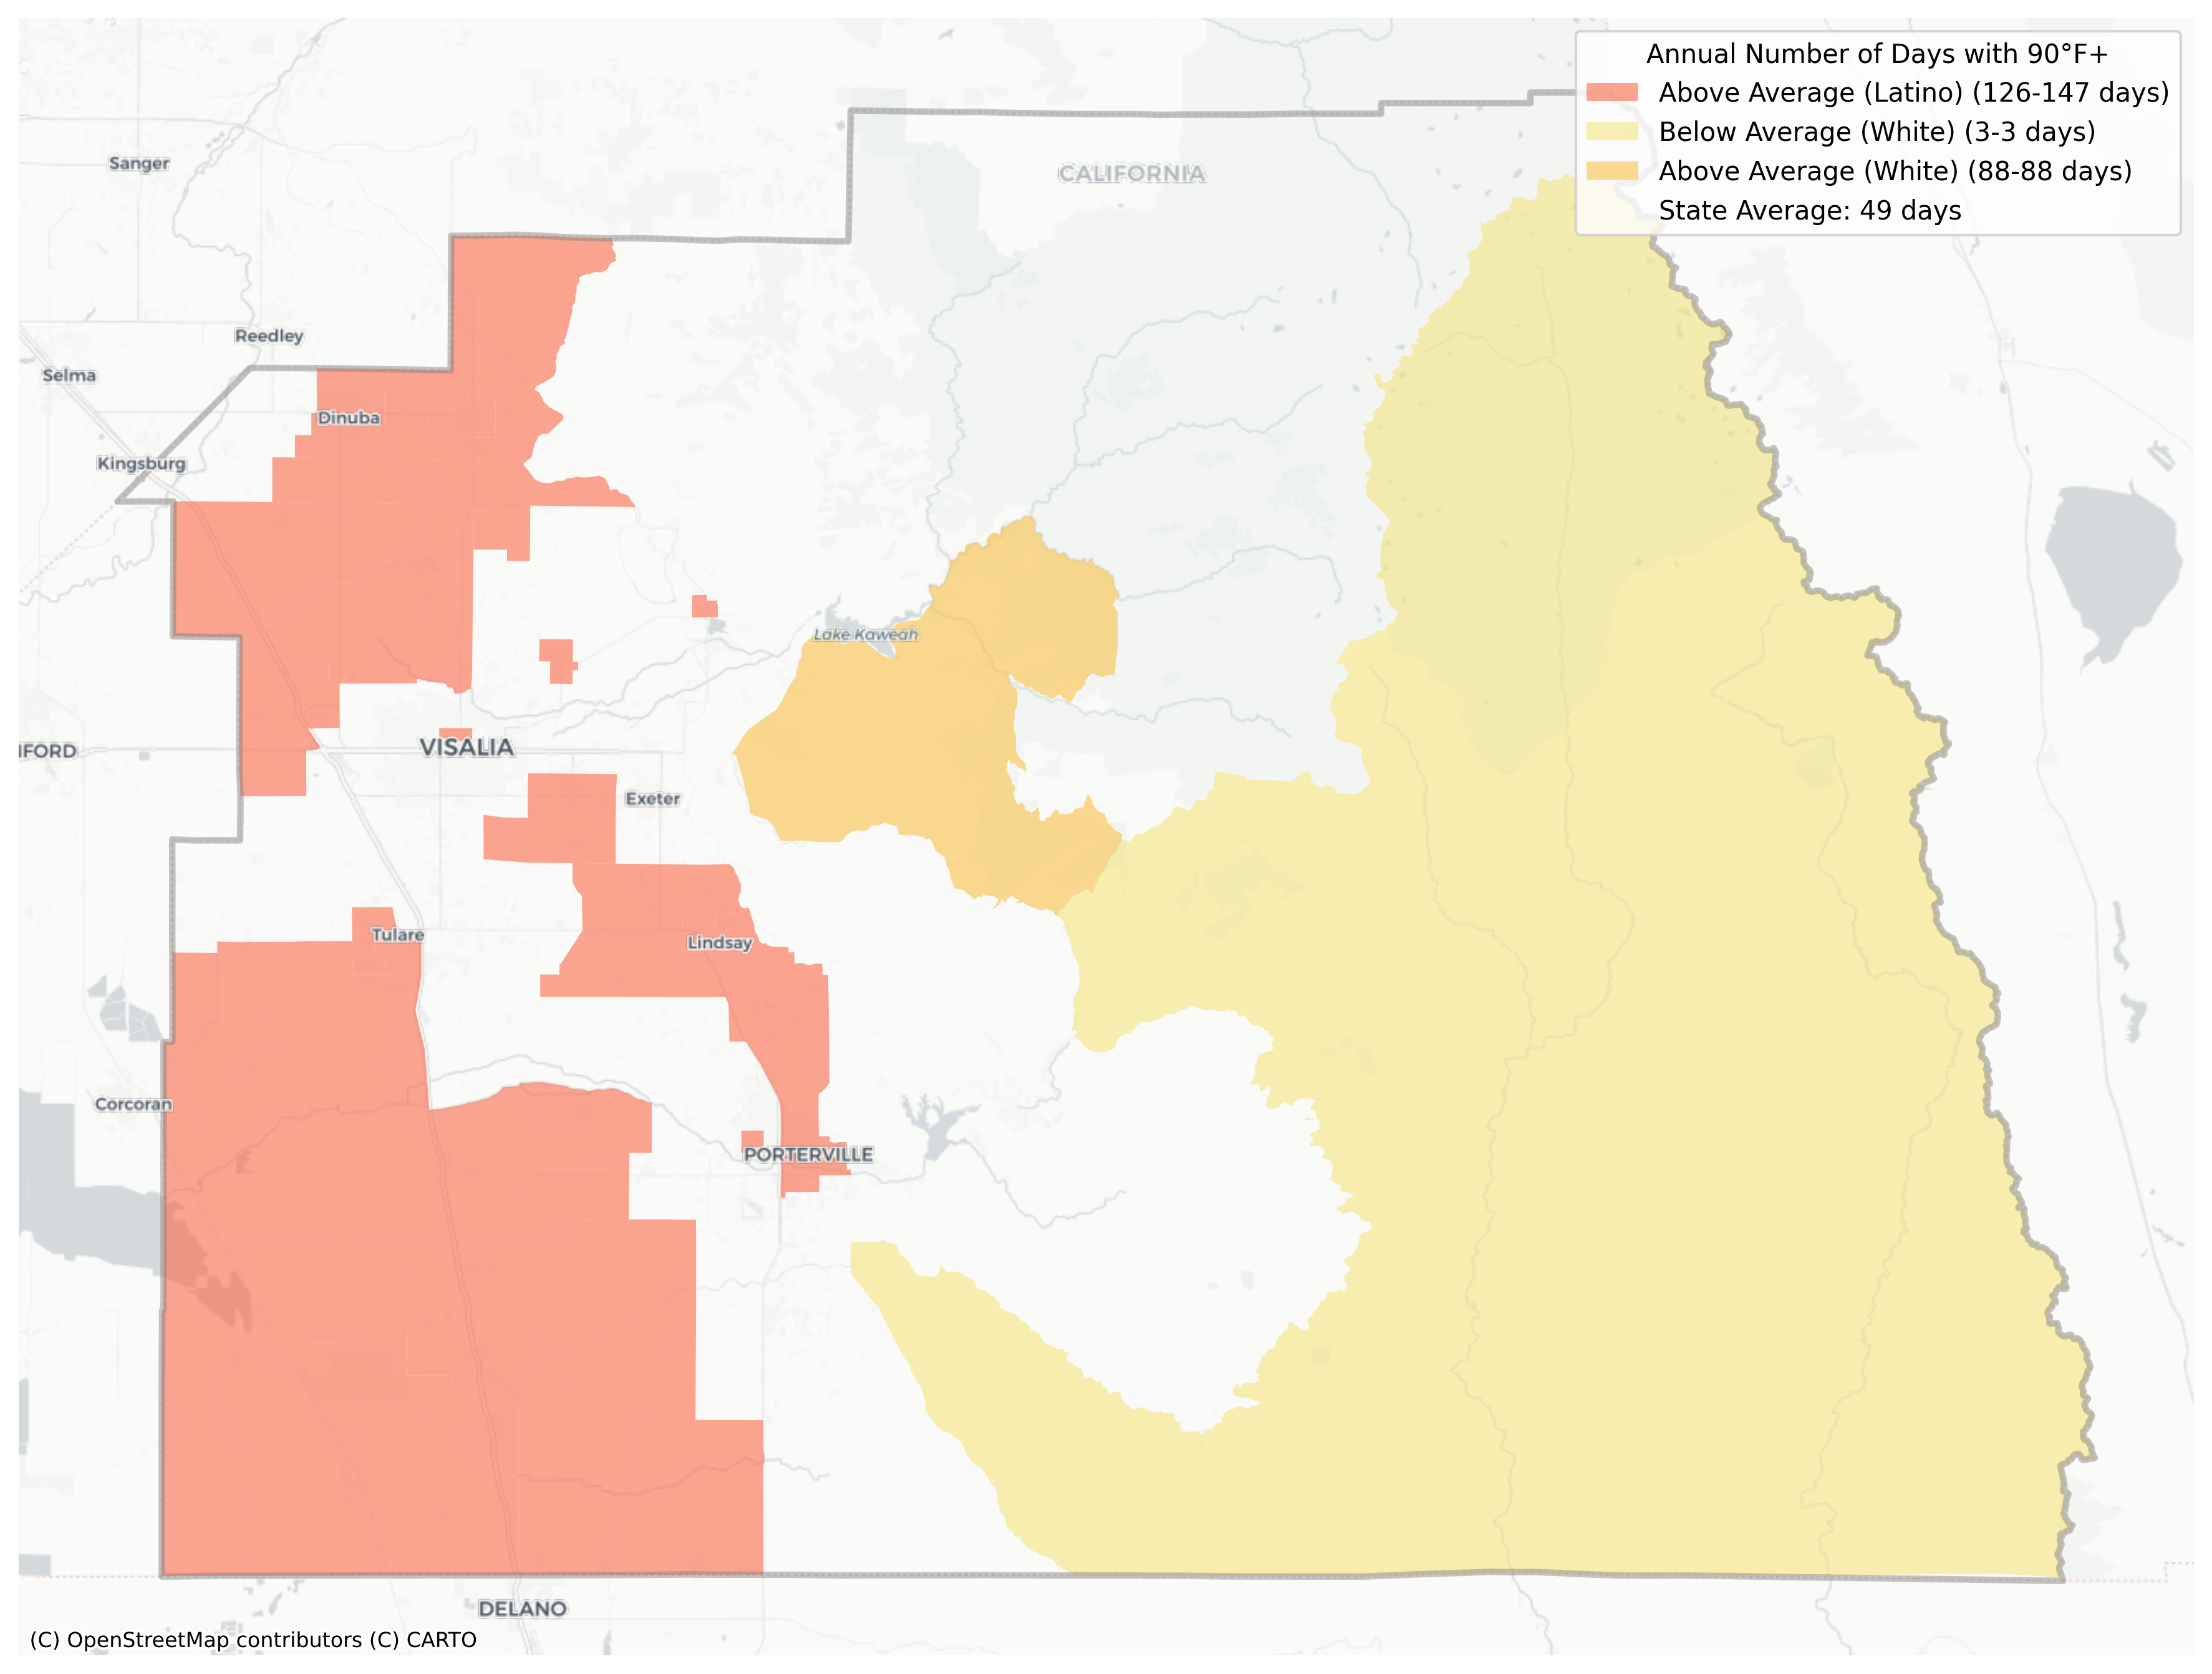 Annual Number of Days with 90°F+
Above Average (Latino) (126-147 days)
Below Average (White) (3-3 days)
Above Average (White) (88-88 days)
State Average: 49 days
CALIFORNIA
Sanger
Reedley
Selma
Dinuba
Kingsburg
Lake Kaweah
VISALIA
IFORD
Exeter
Tulare
Lindsay
Corcoran
PORTERVILLE
DELANO
(C) OpenStreetMap contributors (C) CARTO